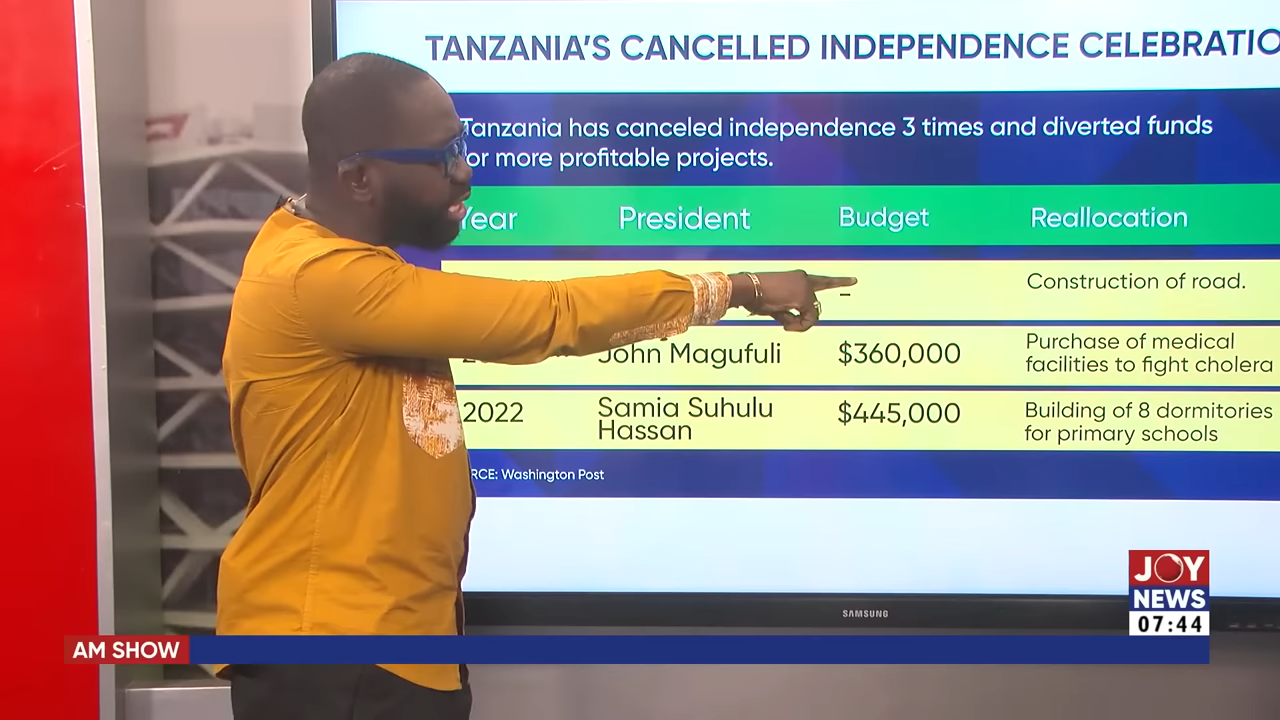 TANZANIA'S CANCELLED INDEPENDENCE CELEBRATIO
Tanzania has canceled independence 3 times and diverted funds
or more profitable projects.
Year President Budget Reallocation
- Construction of road.
John Magufuli $360,000 Purchase of medical
facilities to fight cholera
2022 Samia Suhulu
Hassan $445,000 Building of 8 dormitories
for primary schools
RCE: Washington Post
SAMSUNG
JOY
NEWS
07:44
AM SHOW